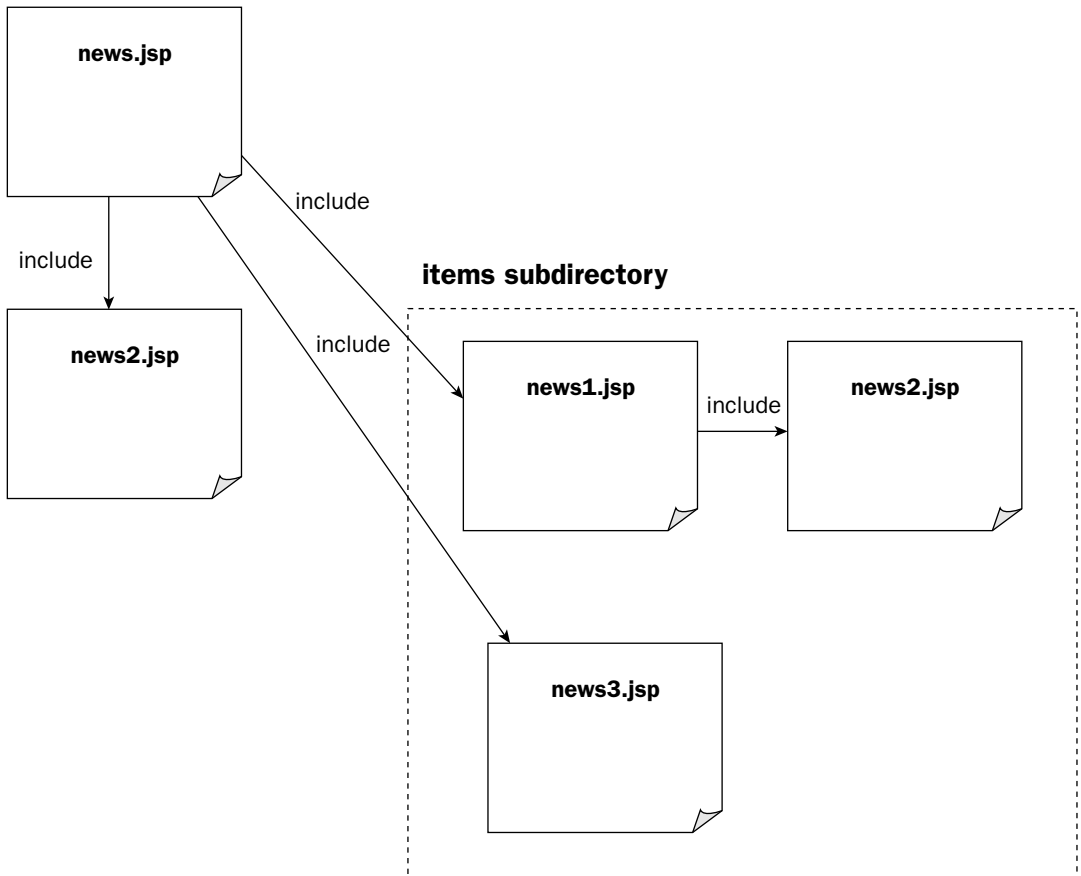 news.jsp
include
include
items subdirectory
news2.jsp
include
news1.jsp
include
news2.jsp
news3.jsp